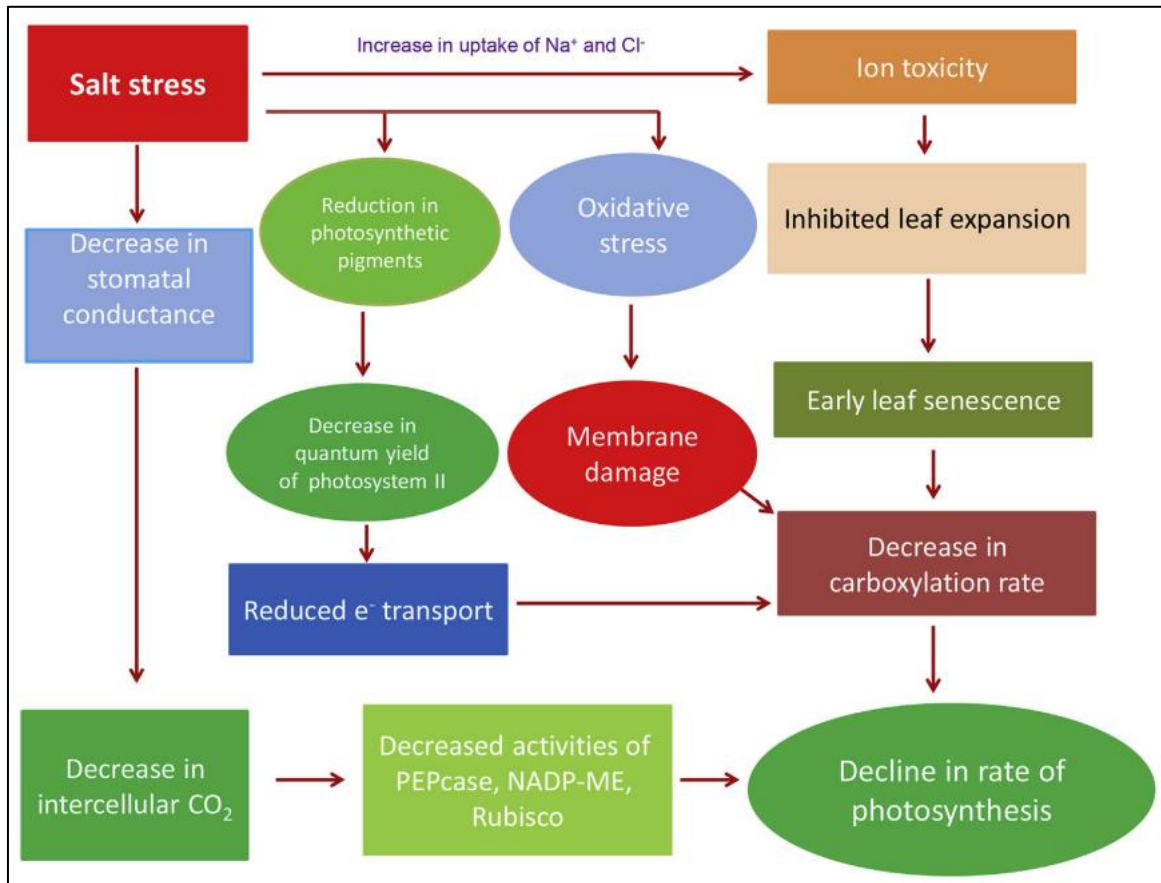 Salt stress
Increase in uptake of Na⁺ and Cl⁻
Ion toxicity
Reduction in
photosynthetic
pigments
Oxidative
stress
Inhibited leaf expansion
Decrease in
stomatal
conductance
Decrease in
quantum yield
of photosystem II
Membrane
damage
Early leaf senescence
Reduced e⁻ transport
Decrease in
carboxylation rate
Decrease in
intercellular CO₂
Decreased activities of
PEPcase, NADP-ME,
Rubisco
Decline in rate of
photosynthesis